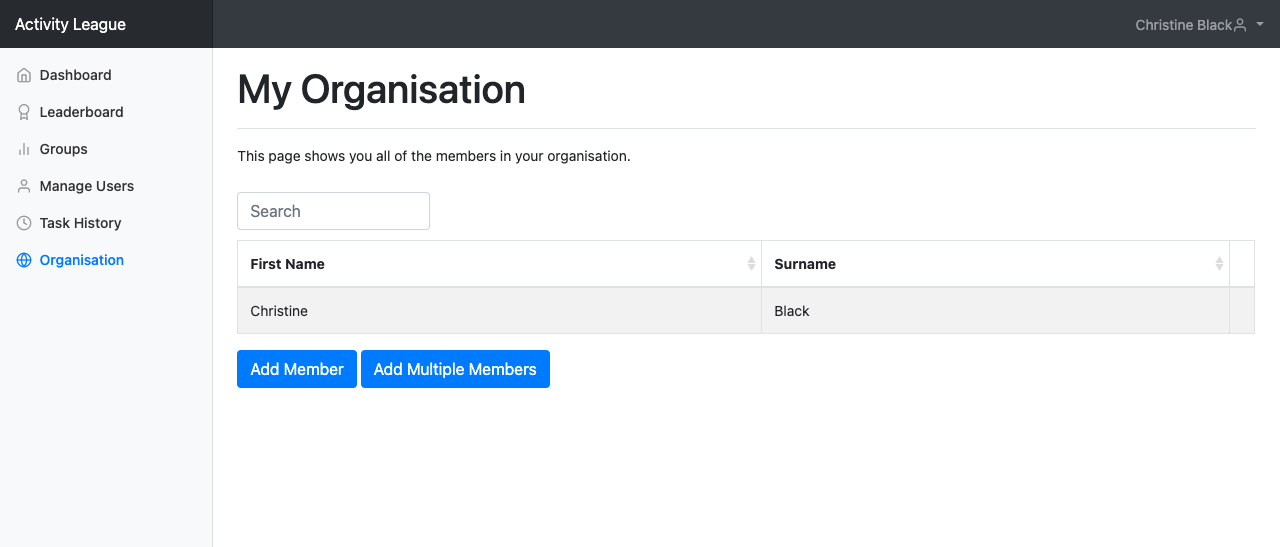 Activity League
Christine Black
Dashboard
Leaderboard
Groups
Manage Users
Task History
Organisation
My Organisation
This page shows you all of the members in your organisation.
Search
First Name Surname
Christine Black
Add Member Add Multiple Members